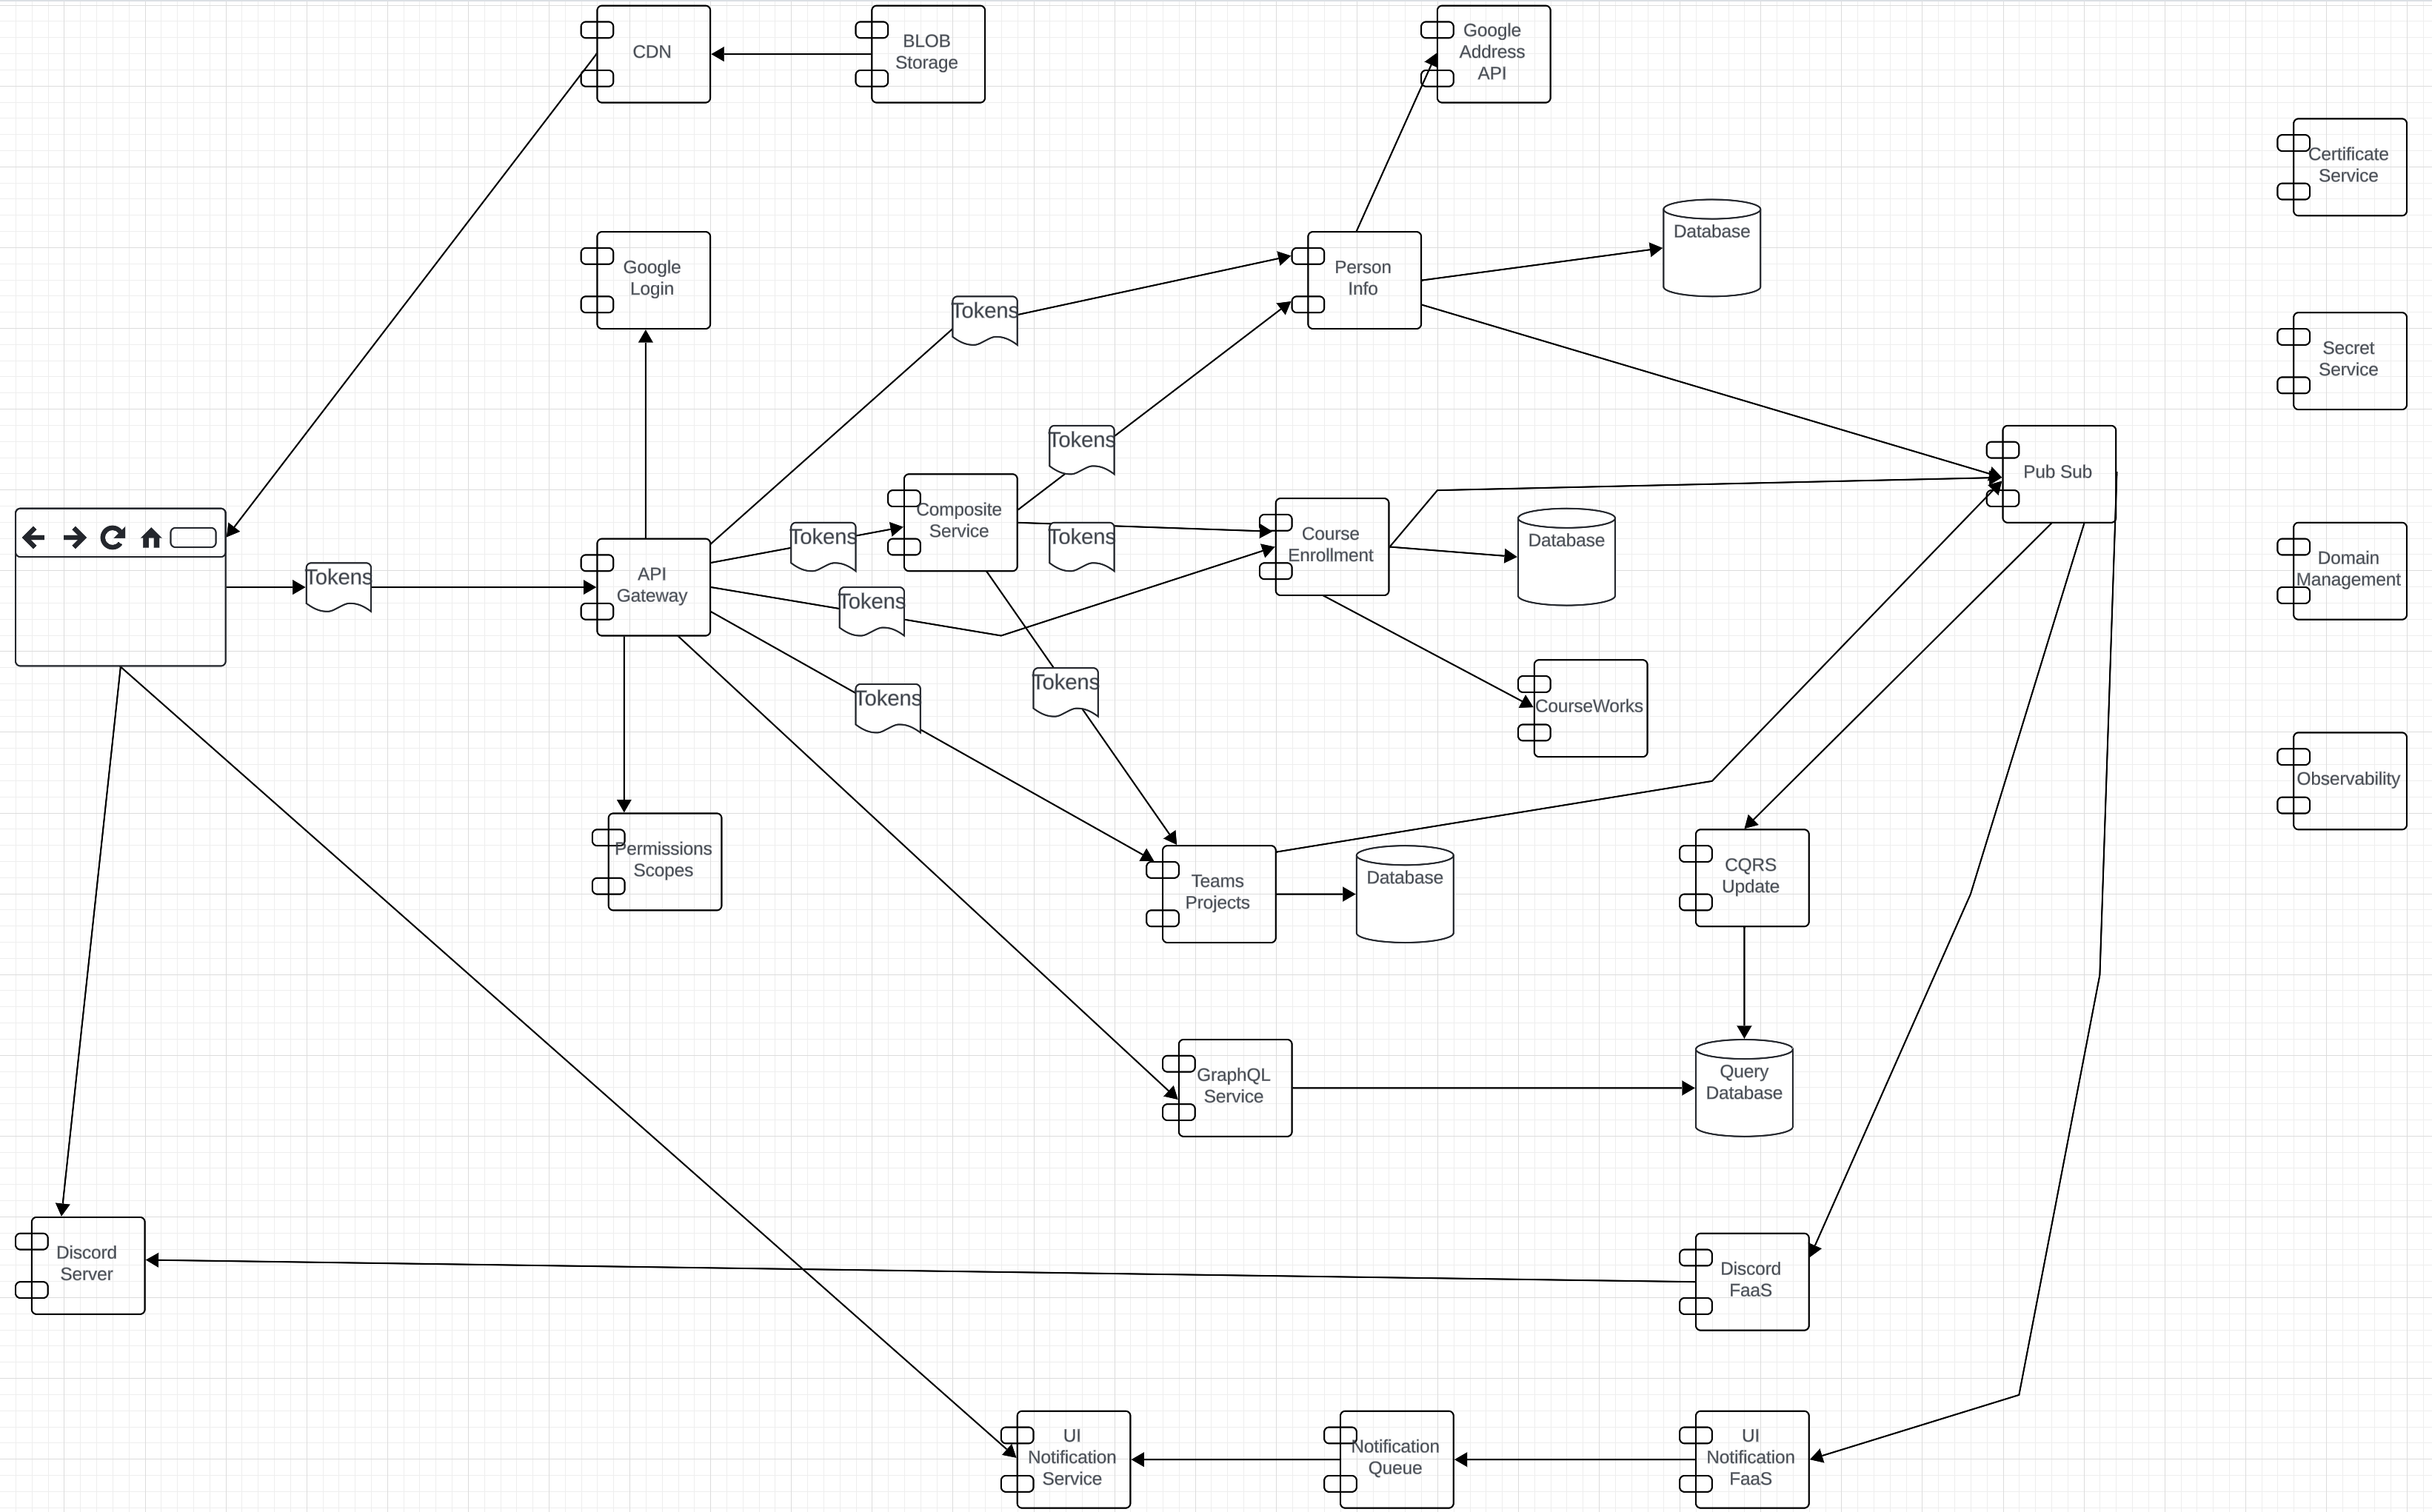 CDN
BLOB
Storage
Google
Address
API
Certificate
Service
Google
Login
Person
Info
Database
Tokens
Secret
Service
Tokens
Pub Sub
Composite
Service
Tokens
Tokens
Course
Enrollment
Database
Domain
Management
Tokens
API
Gateway
Tokens
Tokens
Tokens
CourseWorks
Observability
Permissions
Scopes
Teams
Projects
Database
CQRS
Update
GraphQL
Service
Query
Database
Discord
Server
Discord
FaaS
UI
Notification
Service
Notification
Queue
UI
Notification
FaaS